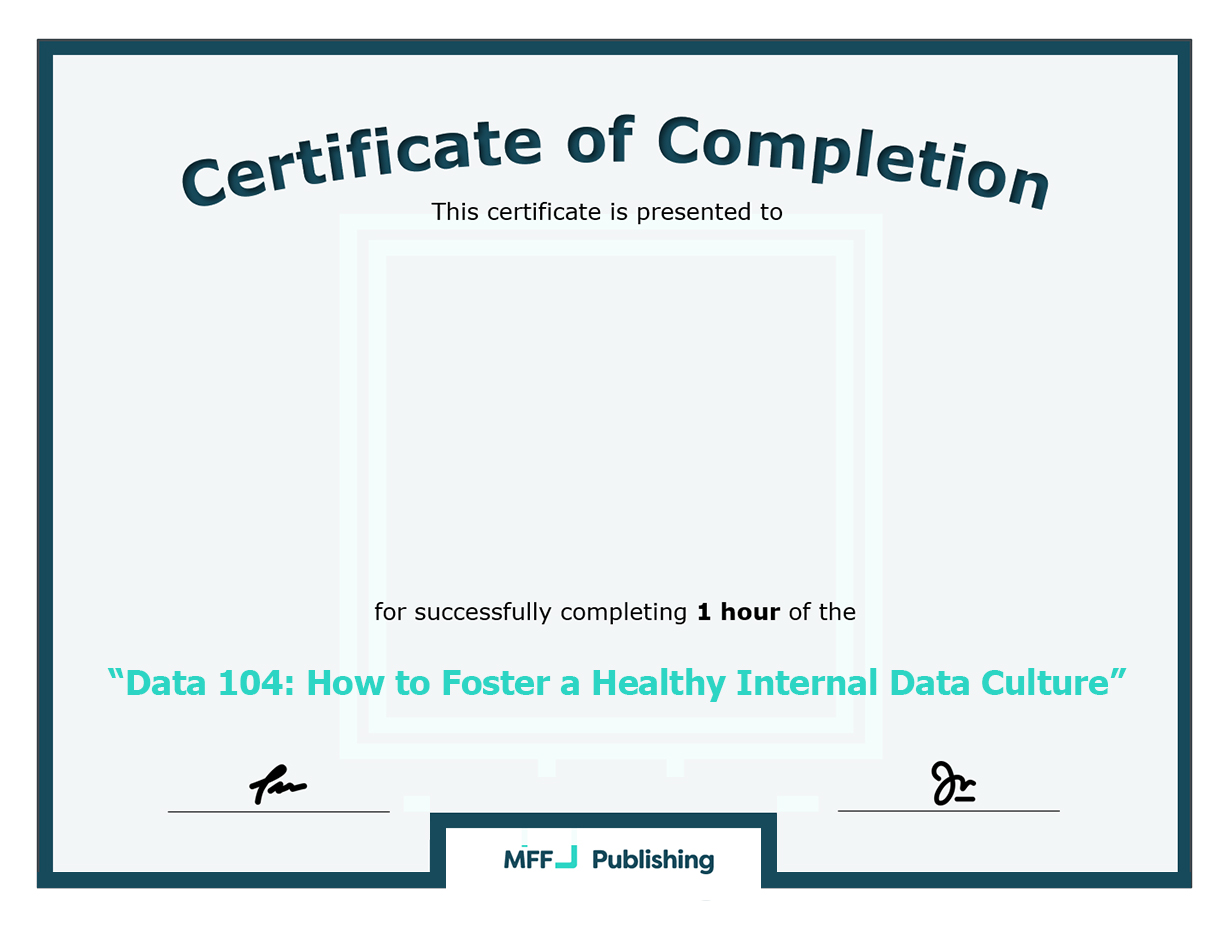 Certificate of Completion
This certificate is presented to
for successfully completing 1 hour of the
“Data 104: How to Foster a Healthy Internal Data Culture”
MFF Publishing